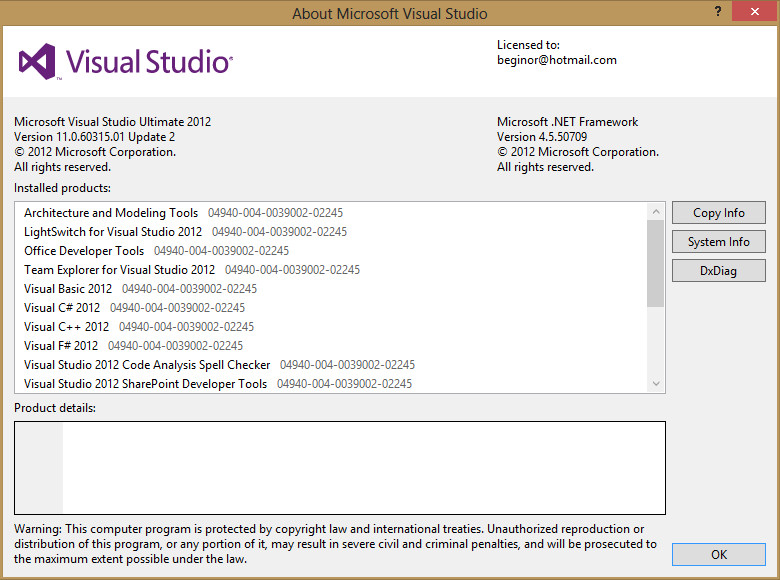 About Microsoft Visual Studio
?
Visual Studio
Licensed to:
beginor@hotmail.com
Microsoft Visual Studio Ultimate 2012
Version 11.0.60315.01 Update 2
© 2012 Microsoft Corporation.
All rights reserved.
Microsoft .NET Framework
Version 4.5.50709
© 2012 Microsoft Corporation.
All rights reserved.
Installed products:
Architecture and Modeling Tools 04940-004-0039002-02245
LightSwitch for Visual Studio 2012 04940-004-0039002-02245
Office Developer Tools 04940-004-0039002-02245
Team Explorer for Visual Studio 2012 04940-004-0039002-02245
Visual Basic 2012 04940-004-0039002-02245
Visual C# 2012 04940-004-0039002-02245
Visual C++ 2012 04940-004-0039002-02245
Visual F# 2012 04940-004-0039002-02245
Visual Studio 2012 Code Analysis Spell Checker 04940-004-0039002-02245
Visual Studio 2012 SharePoint Developer Tools 04940-004-0039002-02245
Copy Info
System Info
DxDiag
Product details:
Warning: This computer program is protected by copyright law and international treaties. Unauthorized reproduction or
distribution of this program, or any portion of it, may result in severe civil and criminal penalties, and will be prosecuted to
the maximum extent possible under the law.
OK